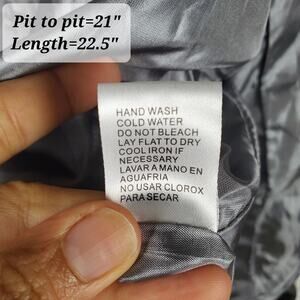 Pit to pit=21"
Length=22.5"
HAND WASH
COLD WATER
DO NOT BLEACH
LAY FLAT TO DRY
COOL IRON IF
NECESSARY
LAVAR A MANO EN
AGUAFRIA
NO USAR CLOROX
PARA SECAR